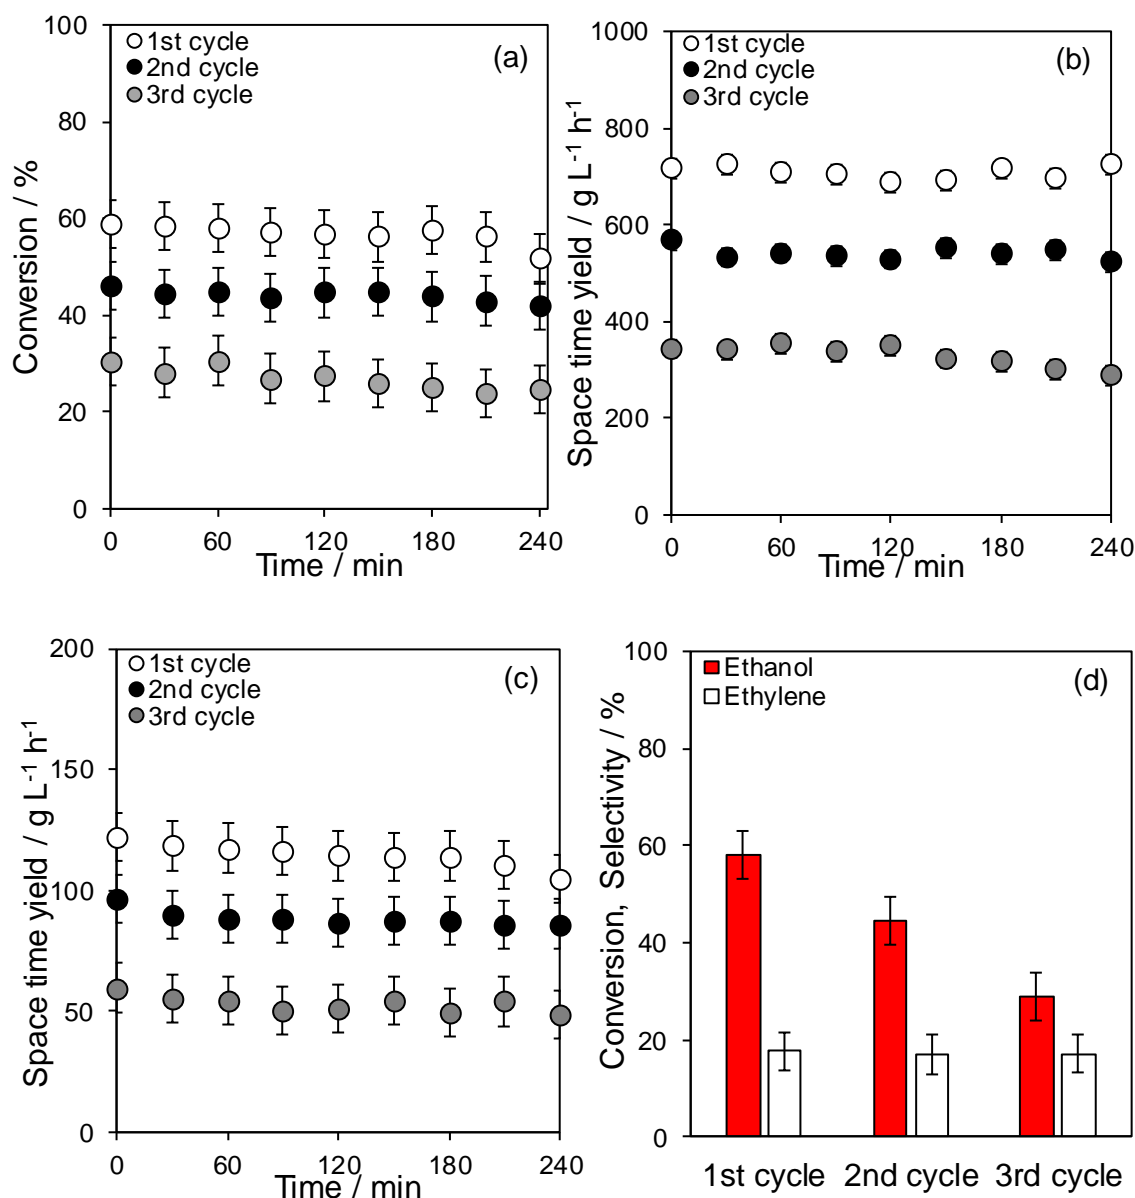 (a)
1st cycle
2nd cycle
3rd cycle
Conversion / %
100
80
60
40
20
0
0 60 120 180 240
Time / min
(b)
1st cycle
2nd cycle
3rd cycle
Space time yield / g L⁻¹ h⁻¹
1000
800
600
400
200
0
0 60 120 180 240
Time / min
(c)
1st cycle
2nd cycle
3rd cycle
Space time yield / g L⁻¹ h⁻¹
200
150
100
50
0
0 60 120 180 240
Time / min
(d)
Ethanol
Ethylene
Conversion, Selectivity / %
100
80
60
40
20
0
1st cycle 2nd cycle 3rd cycle